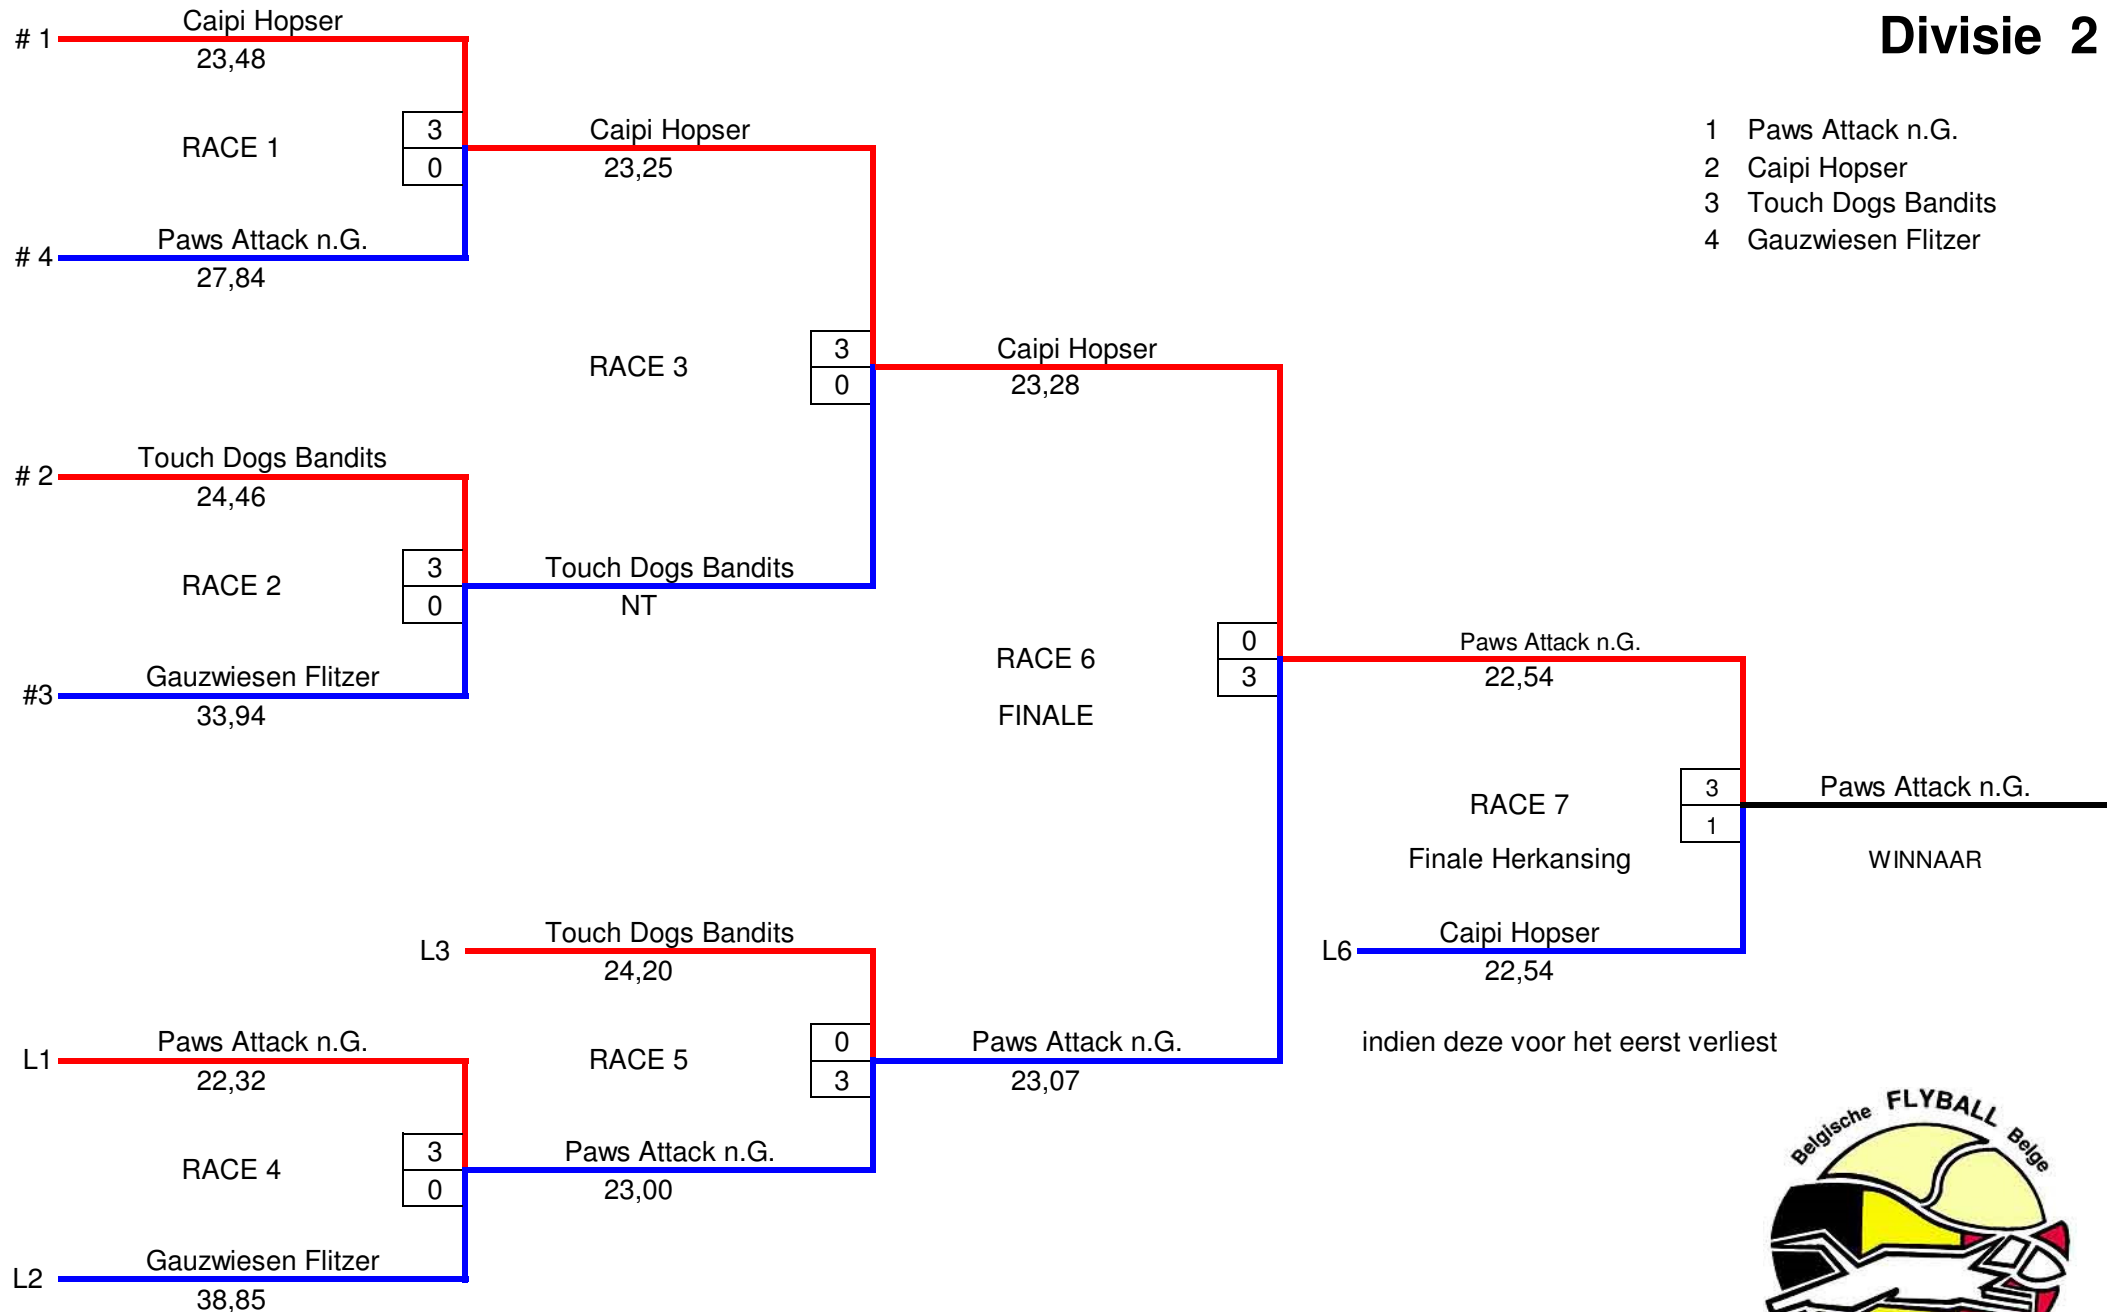 Divisie 2
# 1 Caipi Hopser
23,48
RACE 1
3
0
# 4 Paws Attack n.G.
27,84
Caipi Hopser
23,25
1 Paws Attack n.G.
2 Caipi Hopser
3 Touch Dogs Bandits
4 Gauzwiesen Flitzer
RACE 3
3
0
Caipi Hopser
23,28
# 2 Touch Dogs Bandits
24,46
RACE 2
3
0
#3 Gauzwiesen Flitzer
33,94
Touch Dogs Bandits
NT
RACE 6
FINALE
0
3
Paws Attack n.G.
22,54
RACE 7
Finale Herkansing
3
1
Paws Attack n.G.
WINNAAR
L6 Caipi Hopser
22,54
indien deze voor het eerst verliest
L3 Touch Dogs Bandits
24,20
RACE 5
0
3
Paws Attack n.G.
23,07
L1 Paws Attack n.G.
22,32
RACE 4
3
0
Paws Attack n.G.
23,00
L2 Gauzwiesen Flitzer
38,85
Belgische FLYBALL Belge